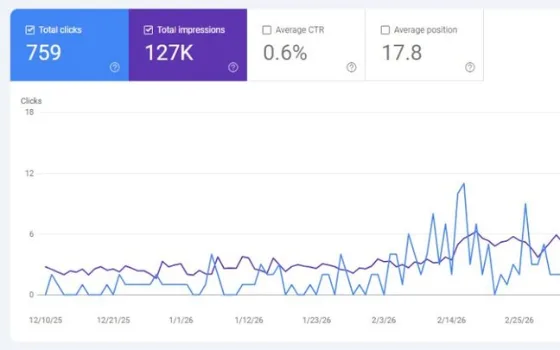 Total clicks
759
Total impressions
127K
Average CTR
0.6%
Average position
17.8
Clicks
18
12
6
0
12/10/25
12/21/25
1/1/26
1/12/26
1/23/26
2/3/26
2/14/26
2/25/26